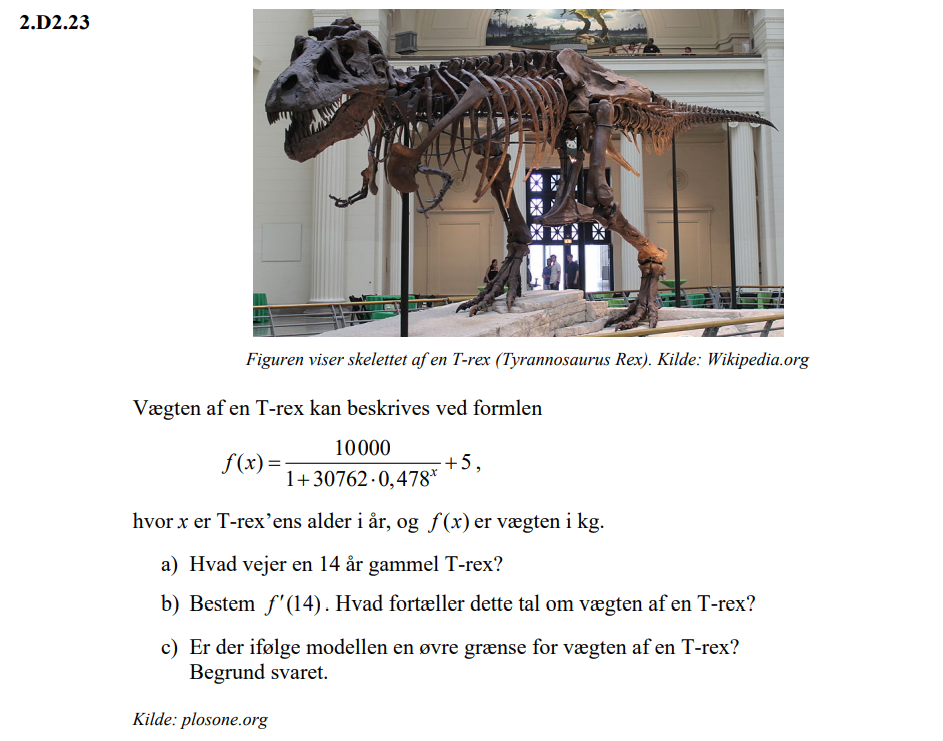 2.D2.23
Figuren viser skelettet af en T-rex (Tyrannosaurus Rex). Kilde: Wikipedia.org
Vægten af en T-rex kan beskrives ved formlen
f(x) = 10000 / (1+30762·0,478^x) + 5 ,
hvor x er T-rex’ens alder i år, og f(x) er vægten i kg.
a) Hvad vejer en 14 år gammel T-rex?
b) Bestem f′(14). Hvad fortæller dette tal om vægten af en T-rex?
c) Er der ifølge modellen en øvre grænse for vægten af en T-rex?
Begrund svaret.
Kilde: plosone.org